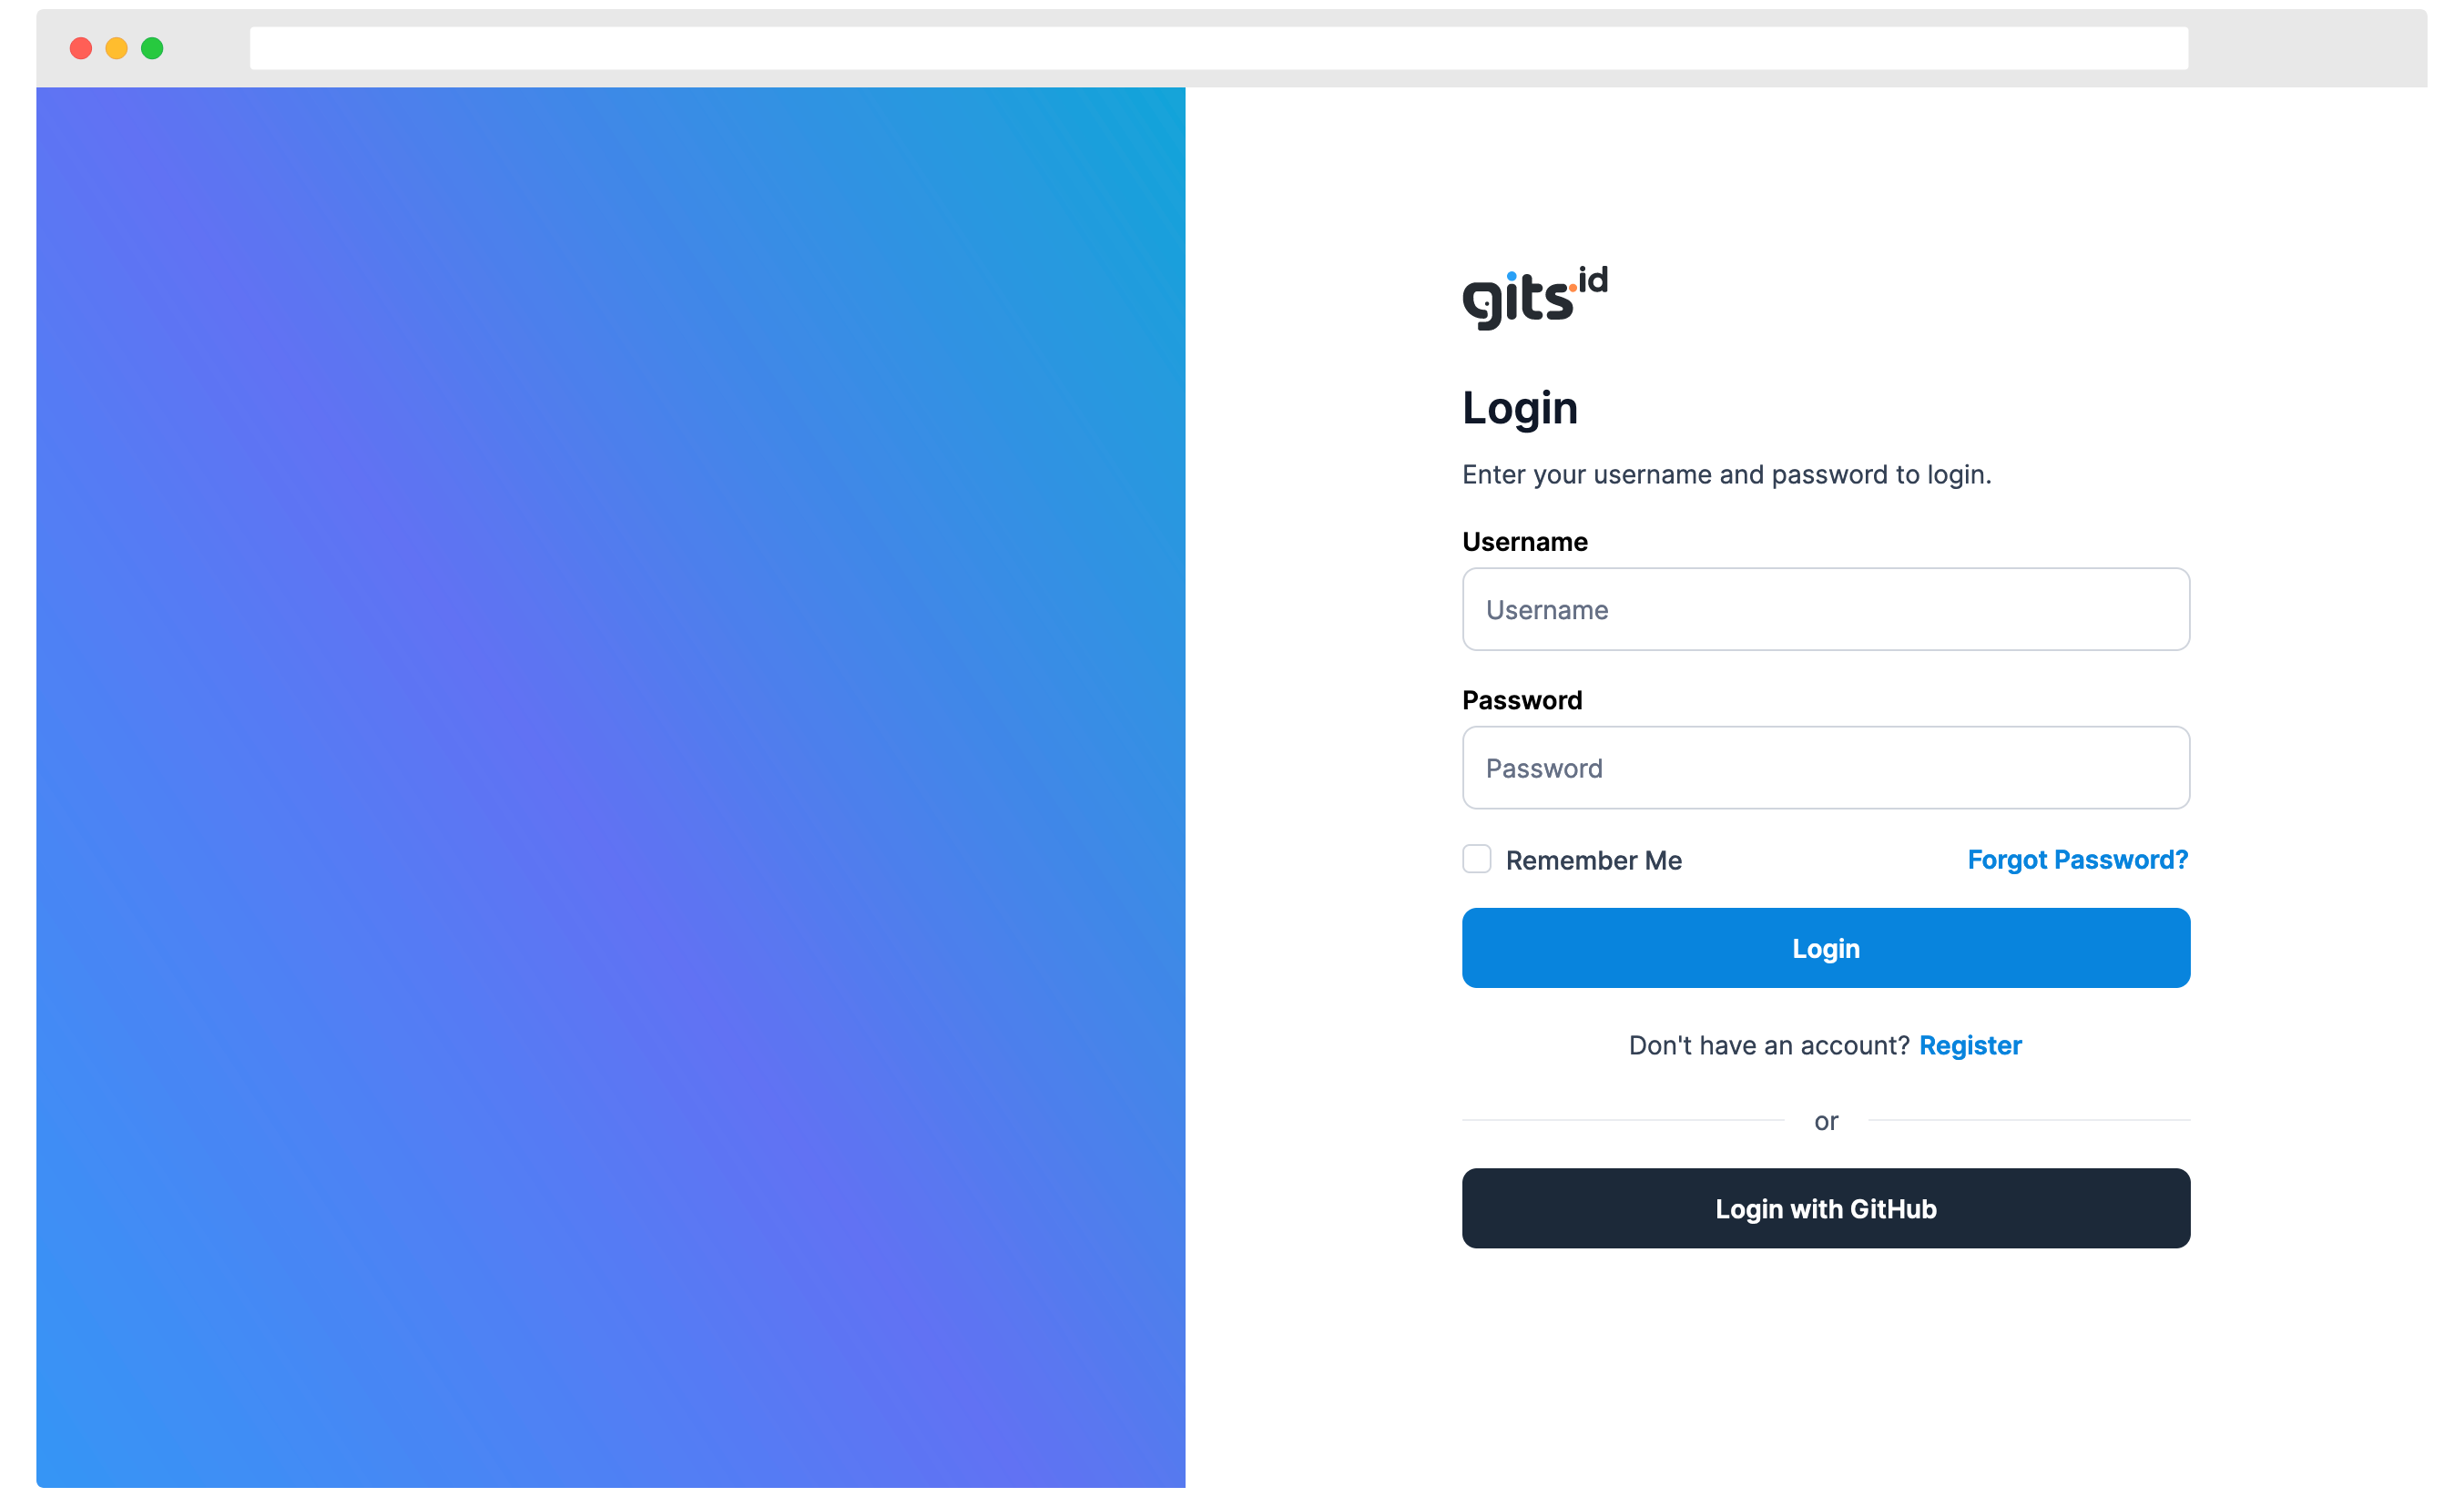 gits.id
Login
Enter your username and password to login.
Username
Username
Password
Password
Remember Me Forgot Password?
Login
Don't have an account? Register
or
Login with GitHub